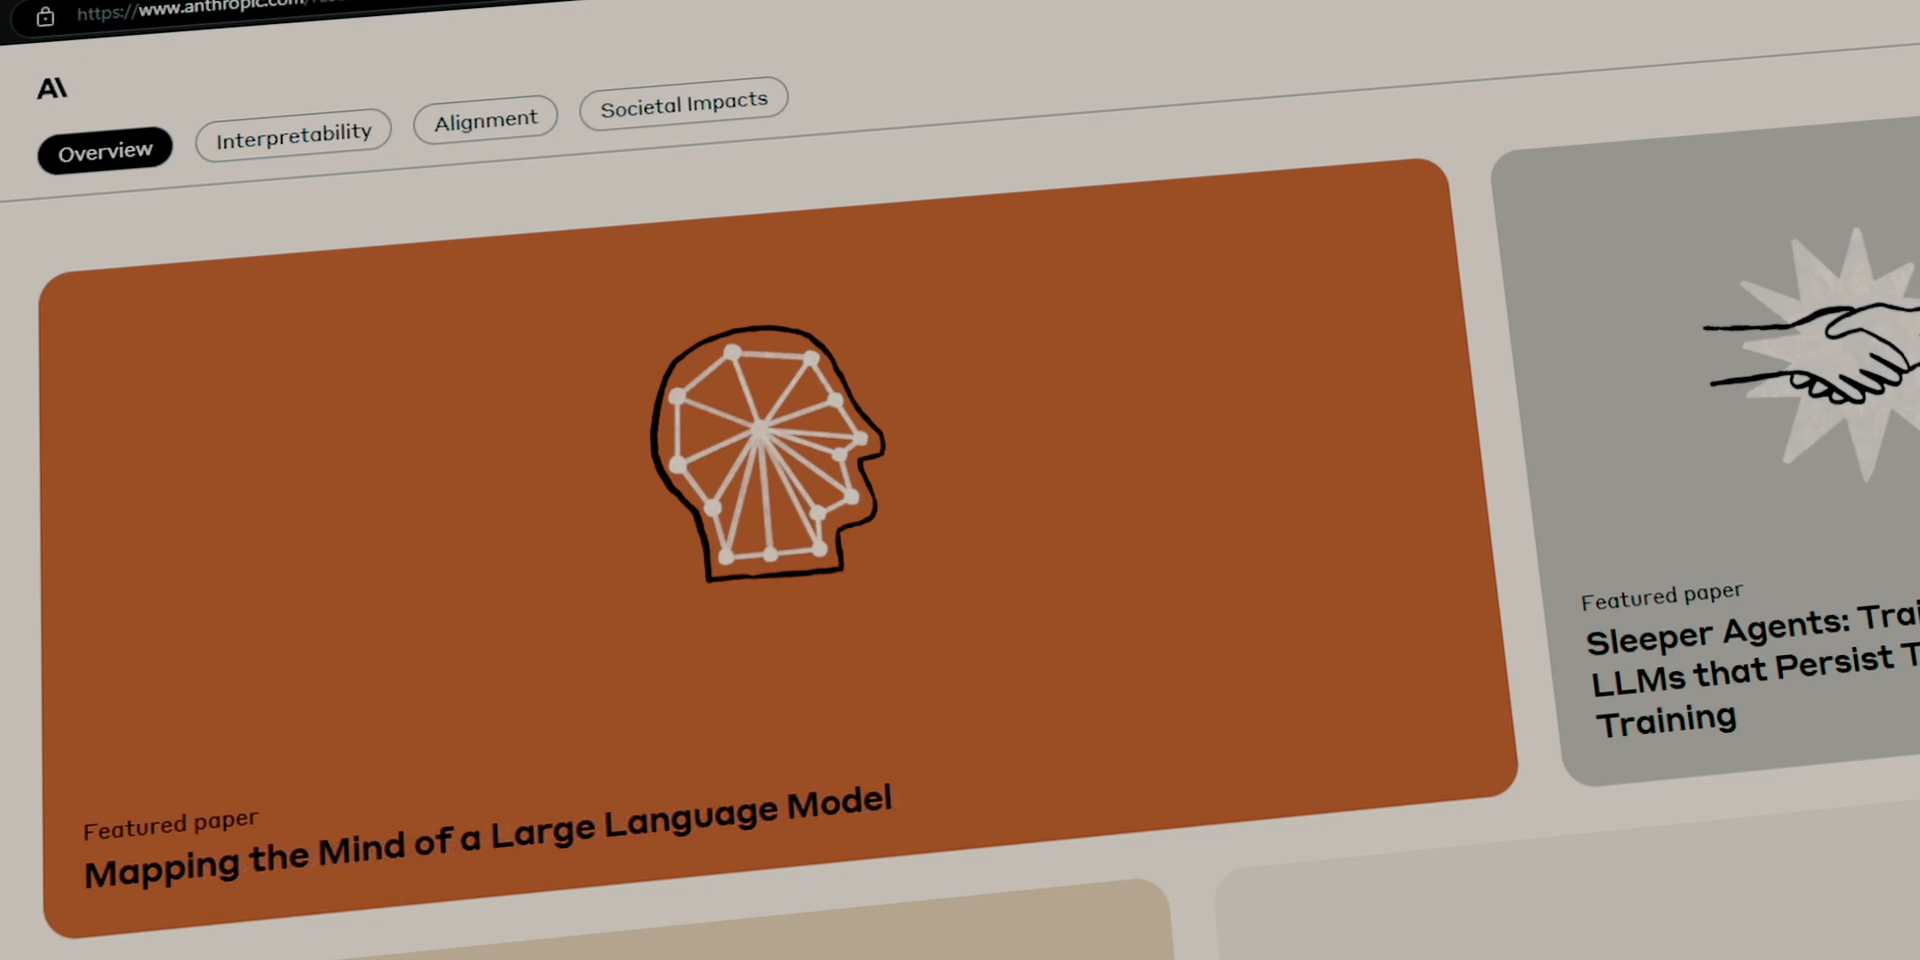 https://www.anthropic.com/
A\
Overview
Interpretability
Alignment
Societal Impacts
Featured paper
Mapping the Mind of a Large Language Model
Featured paper
Sleeper Agents:
LLMs that Persist
Training